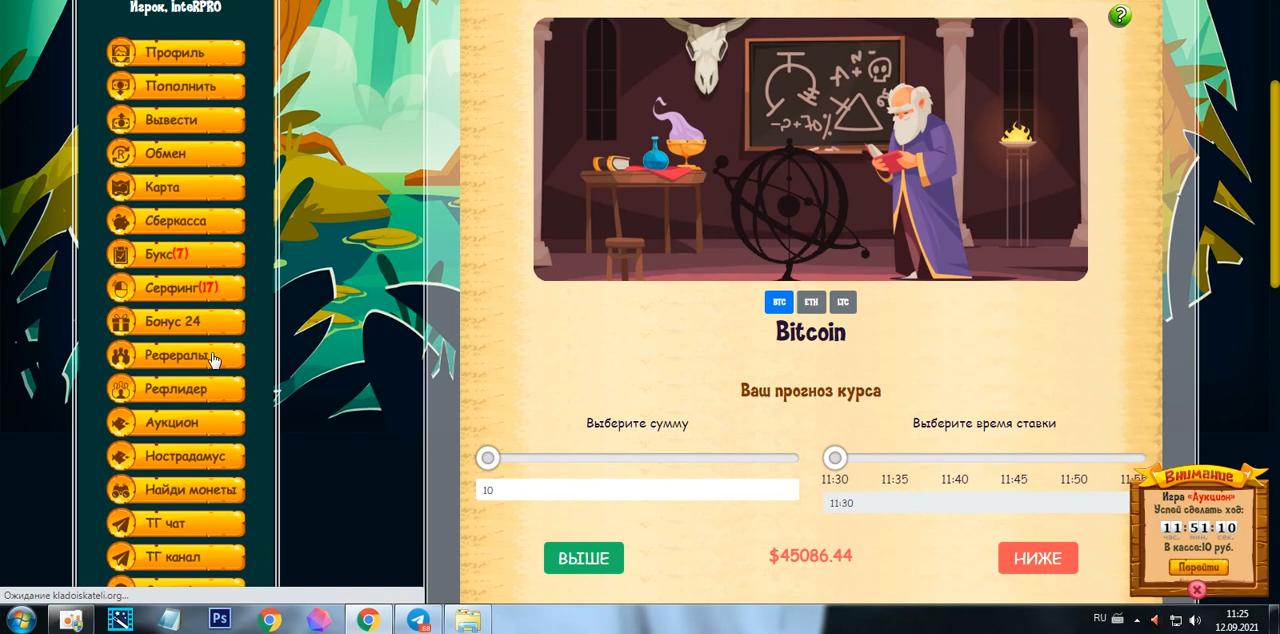 Игрок, inteRPRO
Профиль
Пополнить
Вывести
Обмен
Карта
Сберкасса
Букс(7)
Серфинг(17)
Бонус 24
Рефералы
Рефлидер
Аукцион
Нострадамус
Найди монеты
ТГ чат
ТГ канал
Ожидание kladoiskateli.org...
BTC ETH LTC
Bitcoin
Ваш прогноз курса
Выберите сумму
10
Выберите время ставки
11:30 11:35 11:40 11:45 11:50
11:30
ВЫШЕ
$45086.44
НИЖЕ
Внимание
Игра «Аукцион»
Успей сделать ход:
11:51:10
час. мин. сек.
В кассе:10 руб.
Перейти
Ps
68
RU
11:25
12.09.2021